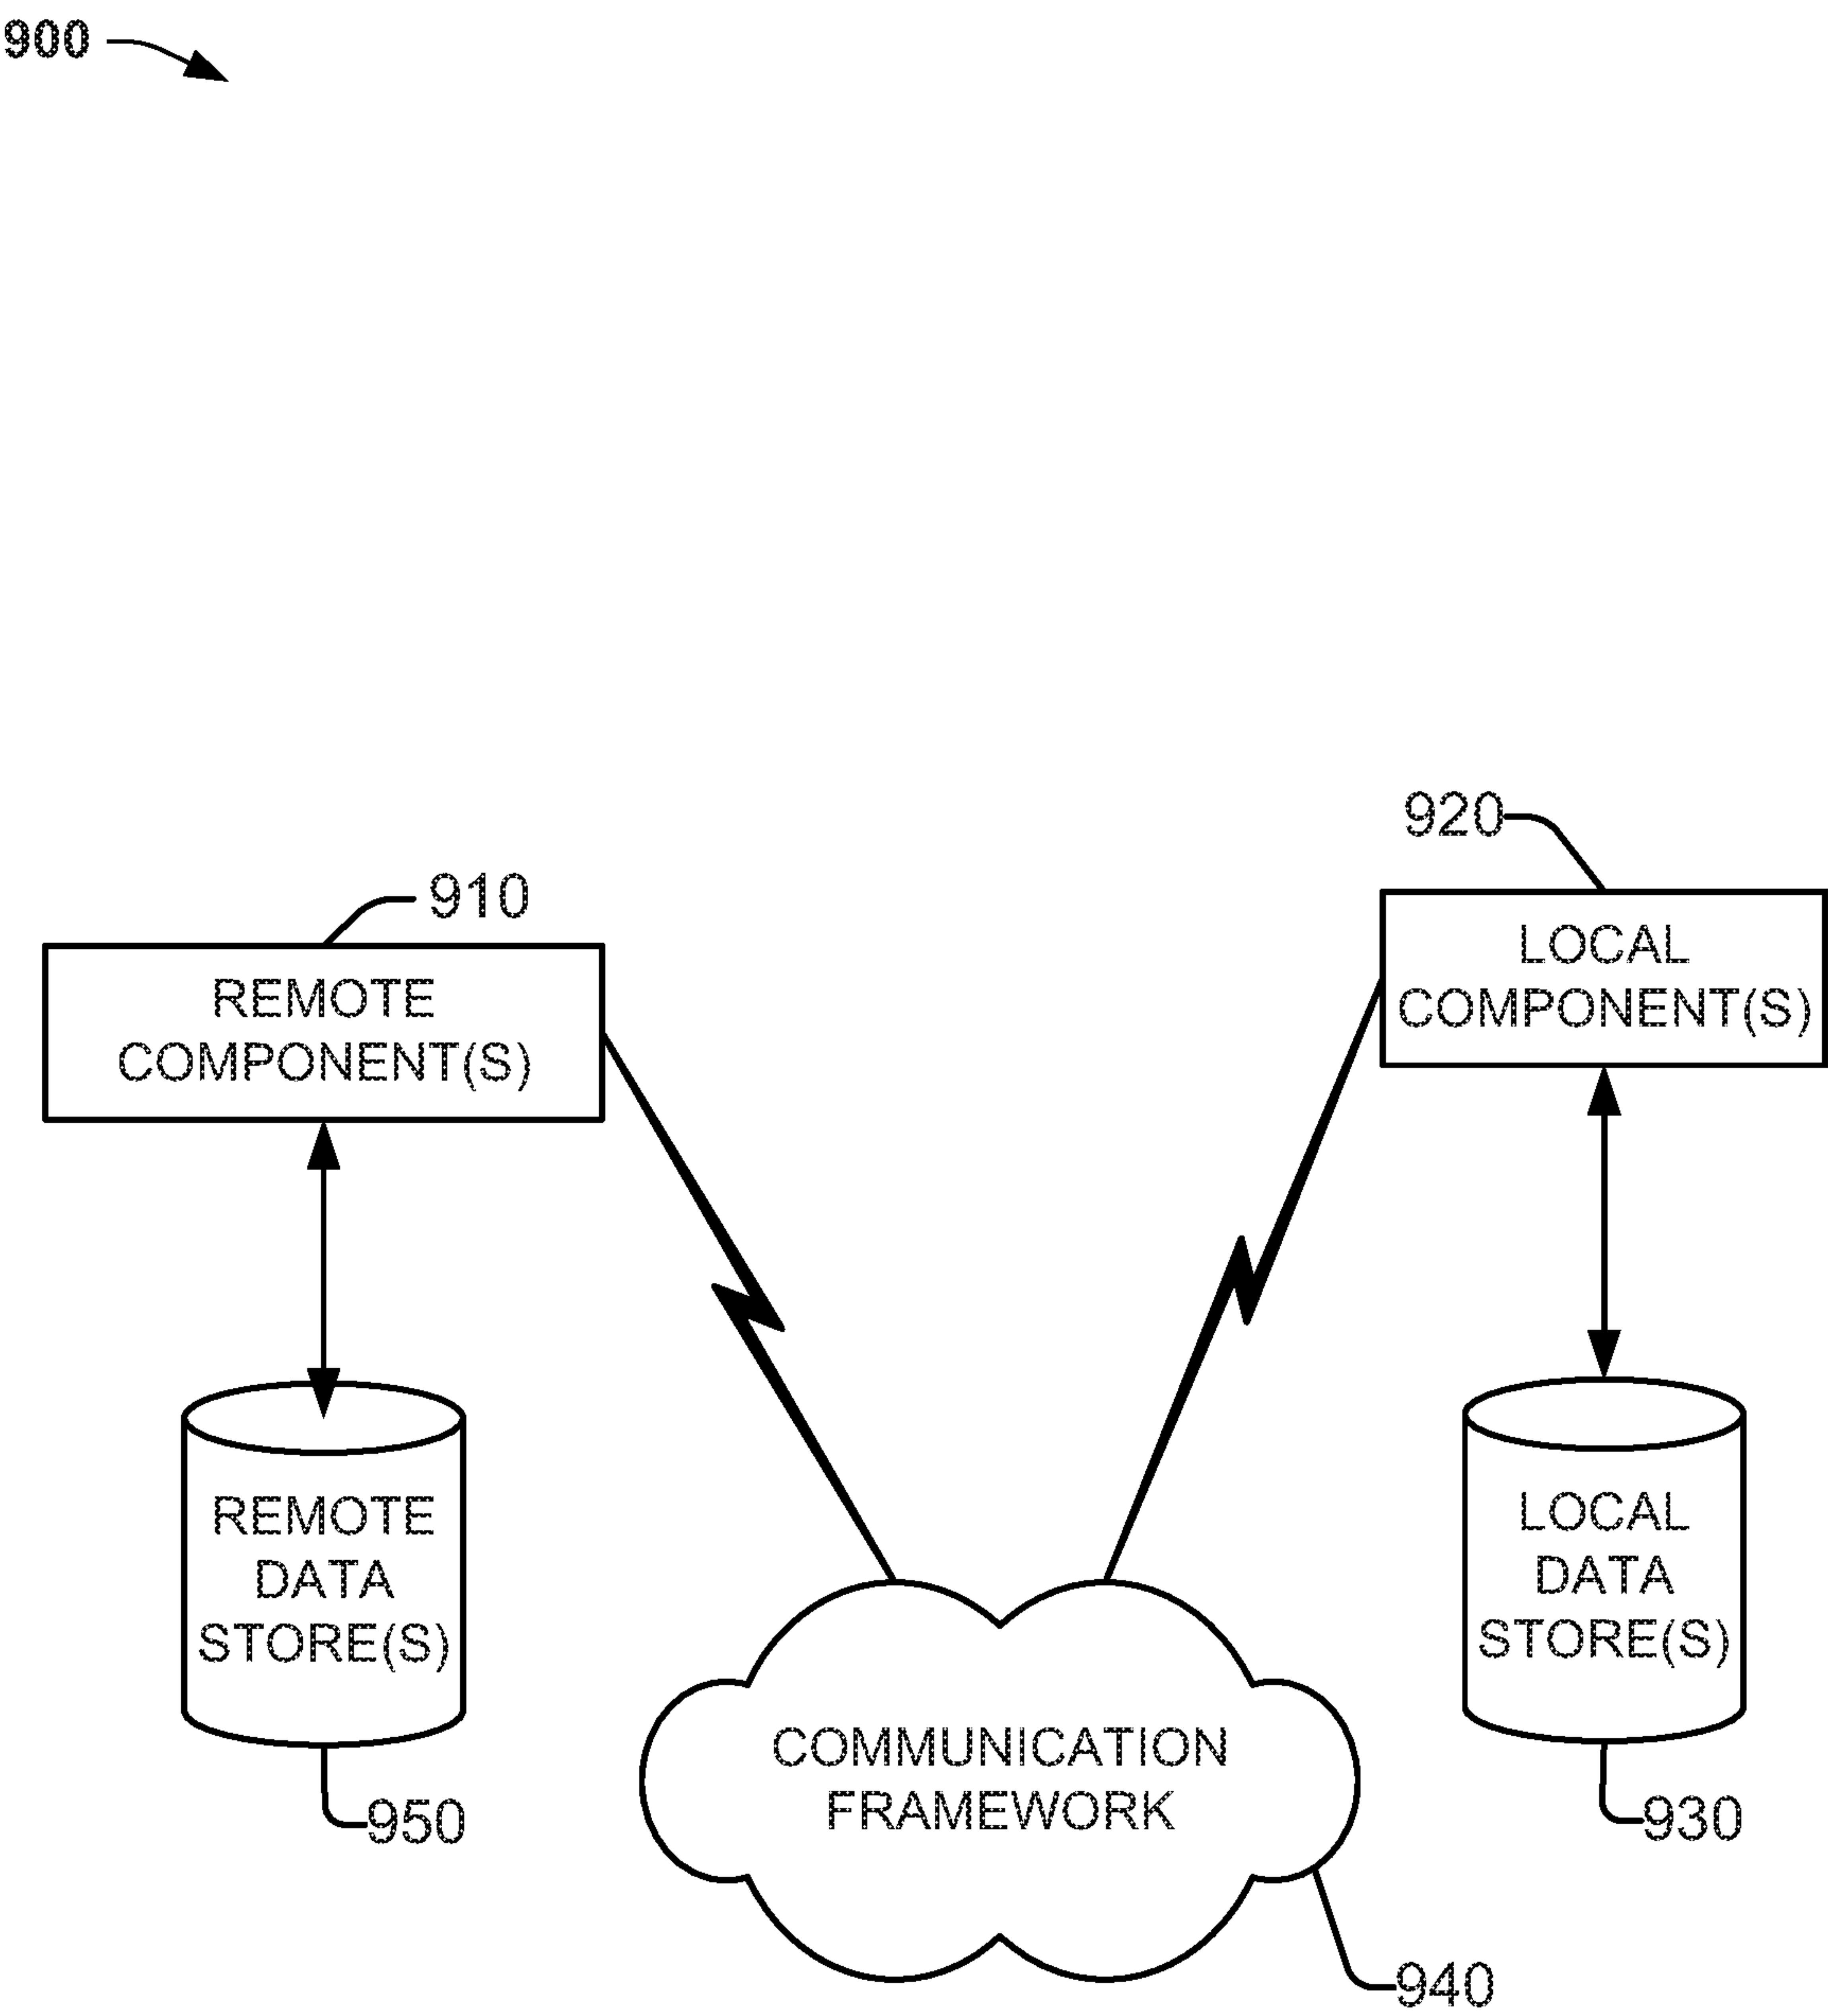 900
920
910
LOCAL
COMPONENT(S)
REMOTE
COMPONENT(S)
REMOTE
DATA
STORE(S)
LOCAL
DATA
STORE(S)
COMMUNICATION
FRAMEWORK
950
930
940